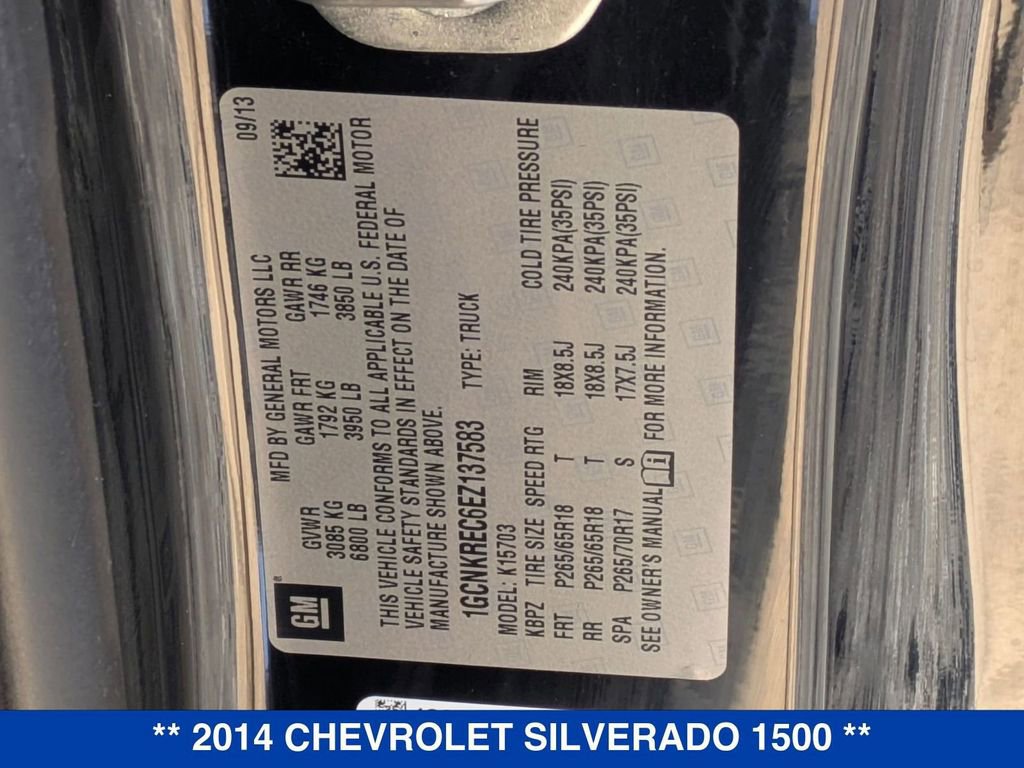 MFD BY GENERAL MOTORS LLC 09/13
GVWR GAWR FRT GAWR RR
3085 KG 1792 KG 1746 KG
6800 LB 3950 LB 3850 LB
GM®
THIS VEHICLE CONFORMS TO ALL APPLICABLE U.S. FEDERAL MOTOR
VEHICLE SAFETY STANDARDS IN EFFECT ON THE DATE OF
MANUFACTURE SHOWN ABOVE.
1GCNKREC6EZ137583 TYPE: TRUCK
MODEL: K15703
KBPZ TIRE SIZE SPEED RTG RIM COLD TIRE PRESSURE
FRT P265/65R18 T 18X8.5J 240KPA(35PSI)
RR P265/65R18 T 18X8.5J 240KPA(35PSI)
SPA P265/70R17 S 17X7.5J 240KPA(35PSI)
SEE OWNER'S MANUAL FOR MORE INFORMATION.
** 2014 CHEVROLET SILVERADO 1500 **